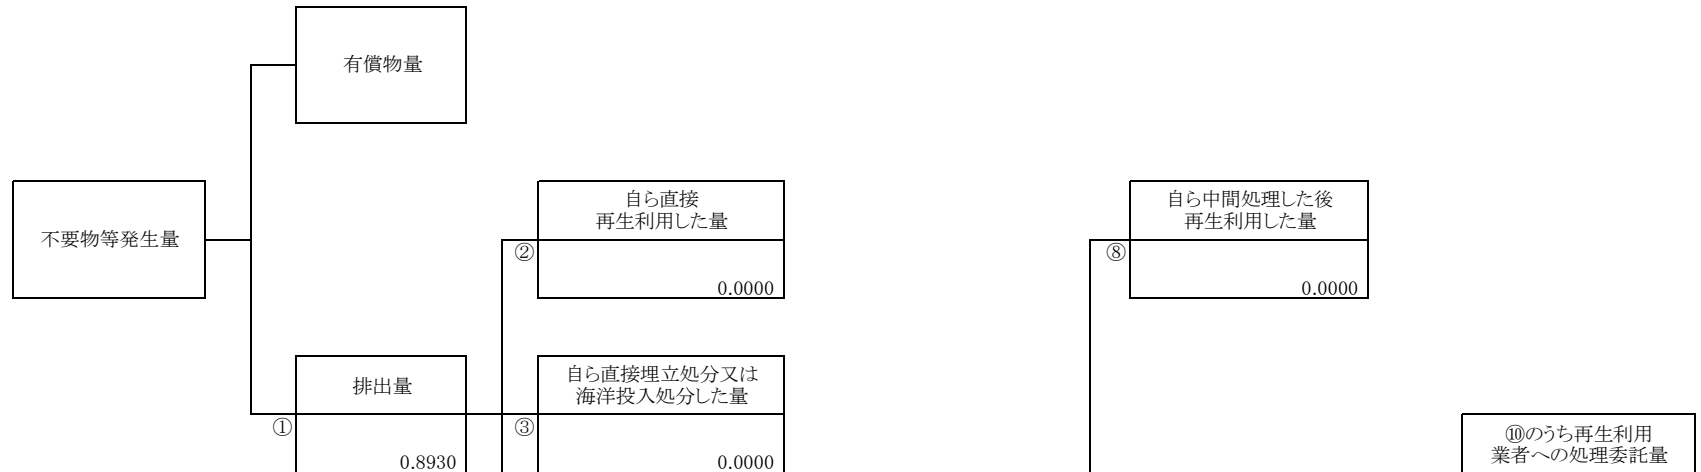 有償物量
不要物等発生量
自ら直接
再生利用した量
②
0.0000
自ら中間処理した後
再生利用した量
⑧
0.0000
排出量
①
0.8930
自ら直接埋立処分又は
海洋投入処分した量
③
0.0000
⑩のうち再生利用
業者への処理委託量